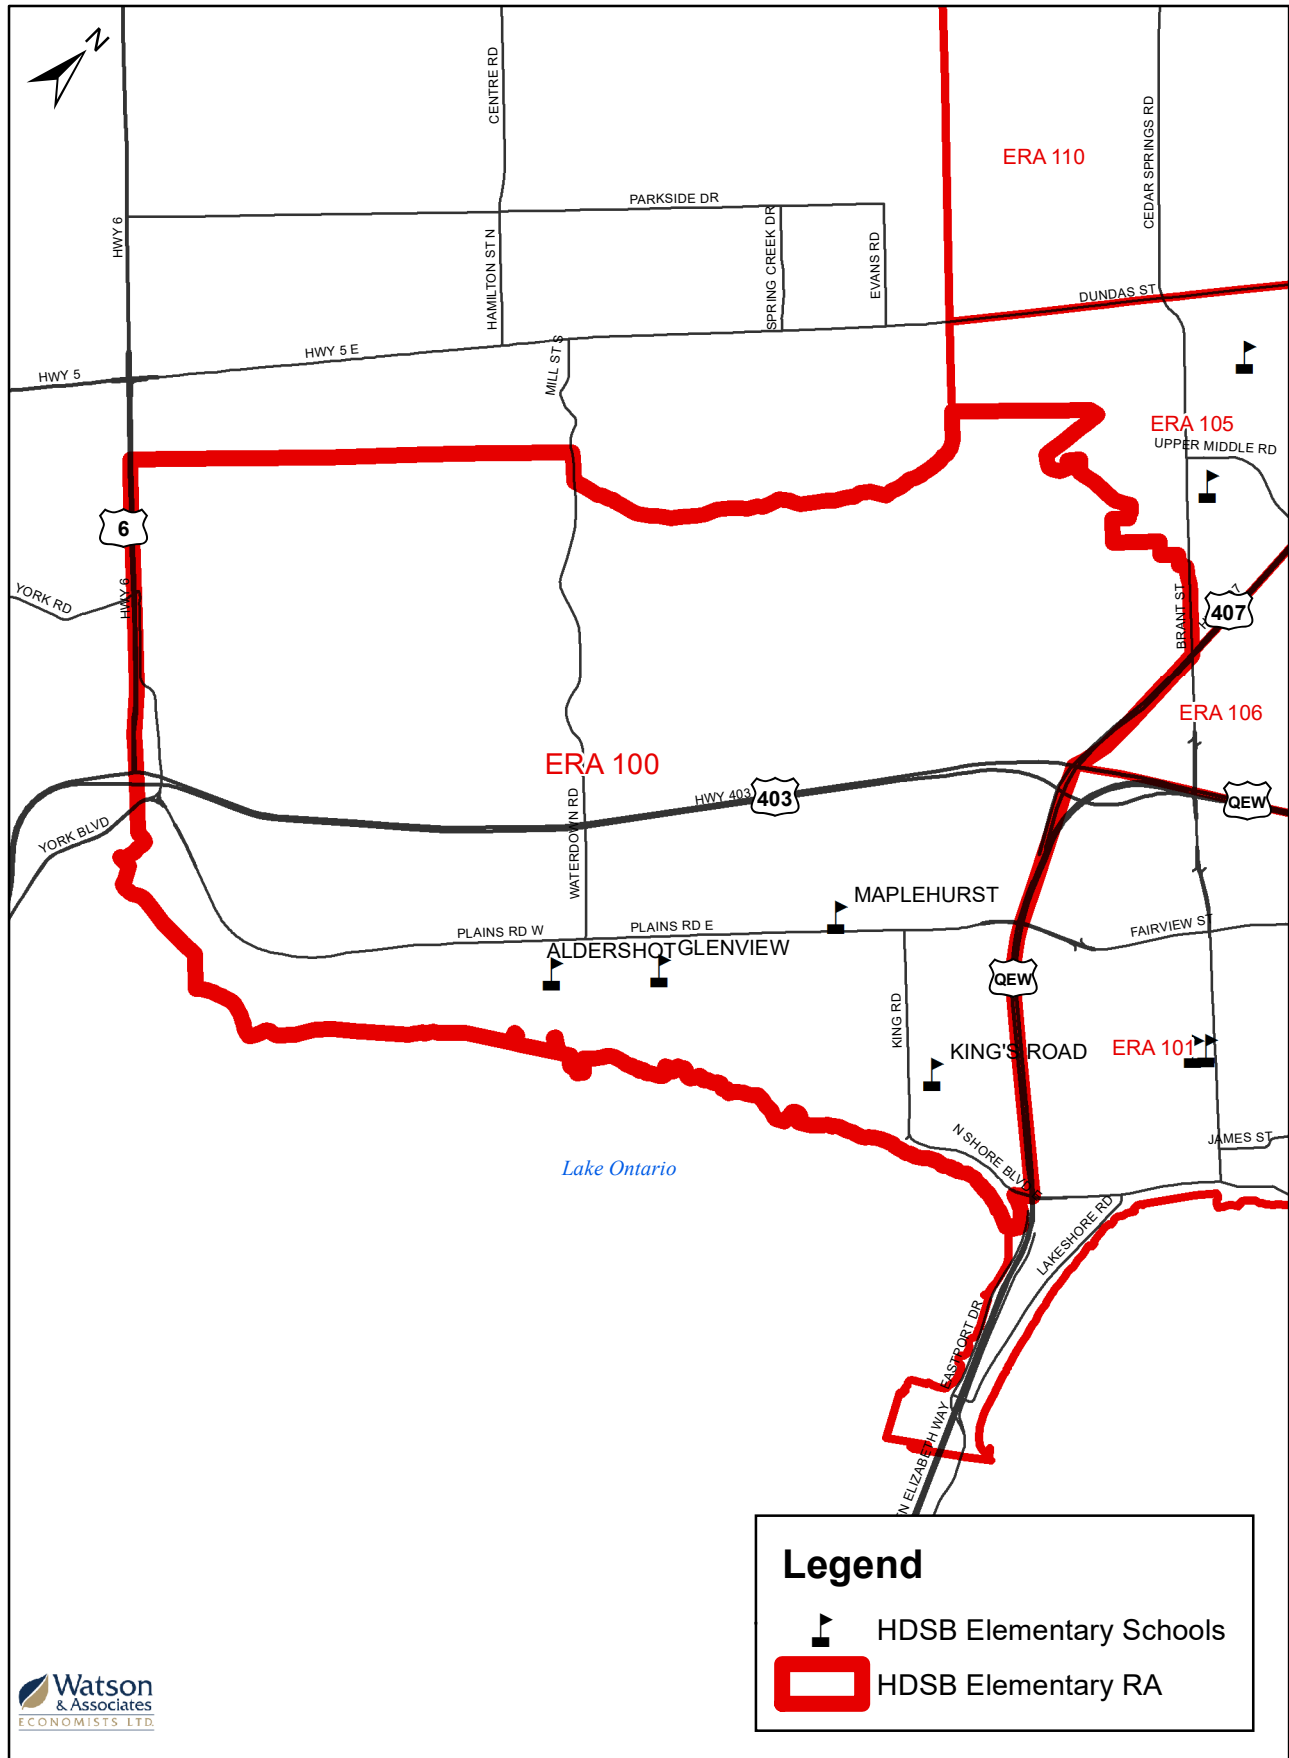 N
CENTRE RD
CEDAR SPRINGS RD
ERA 110
PARKSIDE DR
HWY 6
HAMILTON ST N
SPRING CREEK DR
EVANS RD
DUNDAS ST
HWY 5 E
MILL ST S
HWY 5
ERA 105
UPPER MIDDLE RD
6
YORK RD
HWY 6
BRANT ST
407
ERA 106
ERA 100
HWY 403
403
QEW
WATERDOWN RD
YORK BLVD
MAPLEHURST
PLAINS RD W
PLAINS RD E
FAIRVIEW ST
ALDERSHOT
GLENVIEW
QEW
KING RD
KING'S ROAD
ERA 101
N SHORE BLVD E
JAMES ST
Lake Ontario
LAKESHORE RD
EASTPORT DR
EN ELIZABETH WAY
Legend
HDSB Elementary Schools
HDSB Elementary RA
Watson
& Associates
ECONOMISTS LTD.